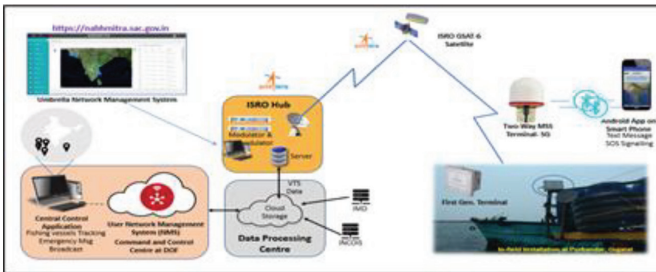 https://nabhmitra.sac.gov.in
Umbrella Network Management System
ISRO GSAT-6
Satellite
ISRO Hub
Modulator &
Demodulator
Server
Two-Way MSS
Terminal- 5G
Android App on
Smart Phone
Text Message
SOS Signalling
First Gen. Terminal
In-field Installation at Porbandar, Gujarat
Central Control
Application
Fishing vessels Tracking
Emergency Msg
Broadcast
User Network Management
System (NMS)
Command and Control
Centre at DOF
VTS
Data
Cloud
Storage
Data Processing
Centre
IMD
INCOIS